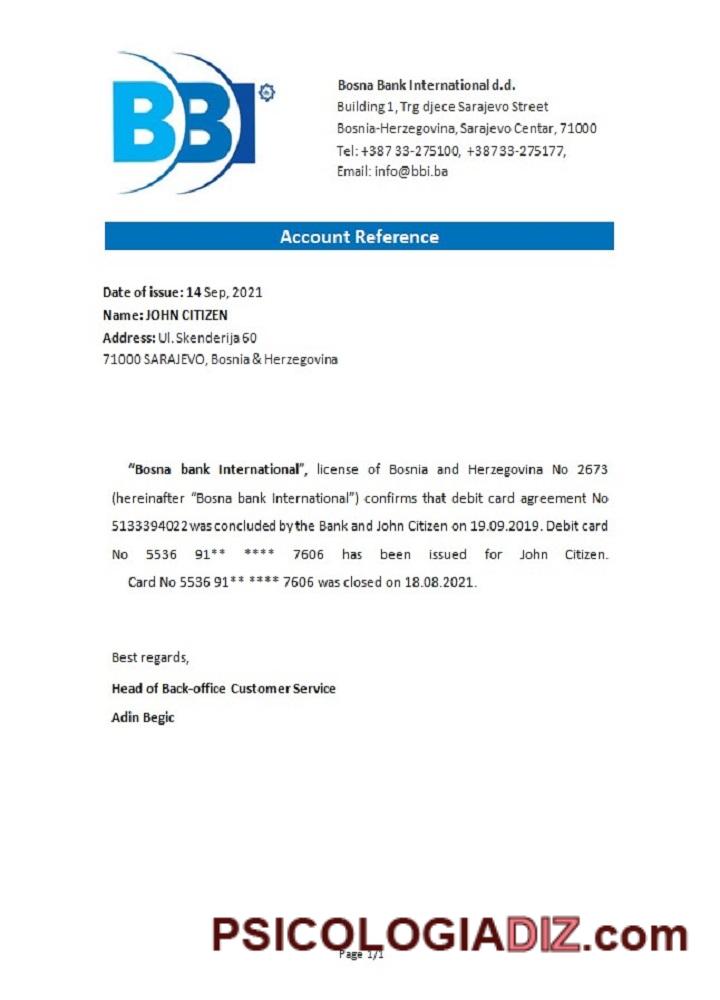 BBI
Bosna Bank International d.d.
Building 1, Trg djece Sarajevo Street
Bosnia-Herzegovina, Sarajevo Centar, 71000
Tel: +387 33-275100, +387 33-275177,
Email: info@bbi.ba
Account Reference
Date of issue: 14 Sep, 2021
Name: JOHN CITIZEN
Address: Ul. Skenderija 60
71000 SARAJEVO, Bosnia & Herzegovina
“Bosna bank International”, license of Bosnia and Herzegovina No 2673
(hereinafter “Bosna bank International”) confirms that debit card agreement No
5133394022 was concluded by the Bank and John Citizen on 19.09.2019. Debit card
No 5536 91** **** 7606 has been issued for John Citizen.
Card No 5536 91** **** 7606 was closed on 18.08.2021.
Best regards,
Head of Back-office Customer Service
Adin Begic
PSICOLOGIADIZ.com
Page 1/1